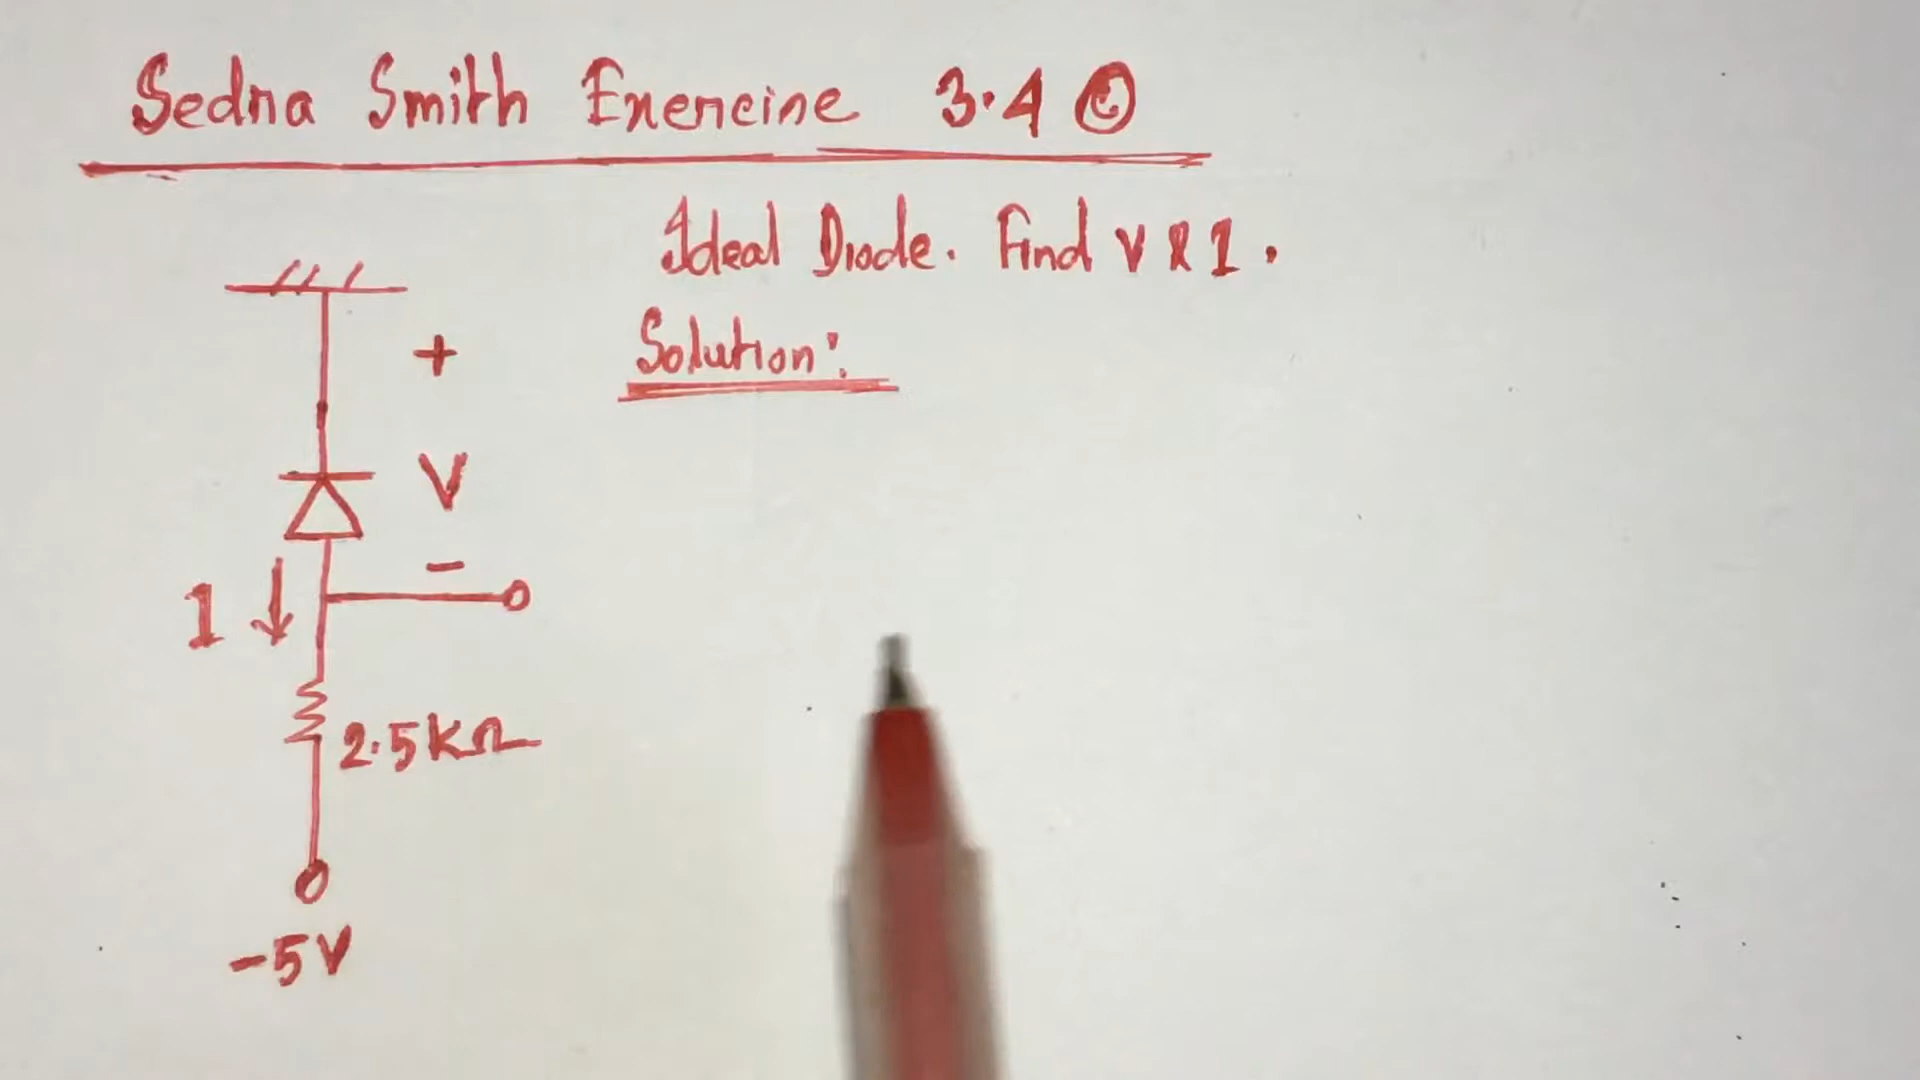 Sedra Smith Exercise 3.4 ⓒ
Ideal Diode. Find V & I.
Solution:
+
V
-
I ↓
2.5kΩ
-5V